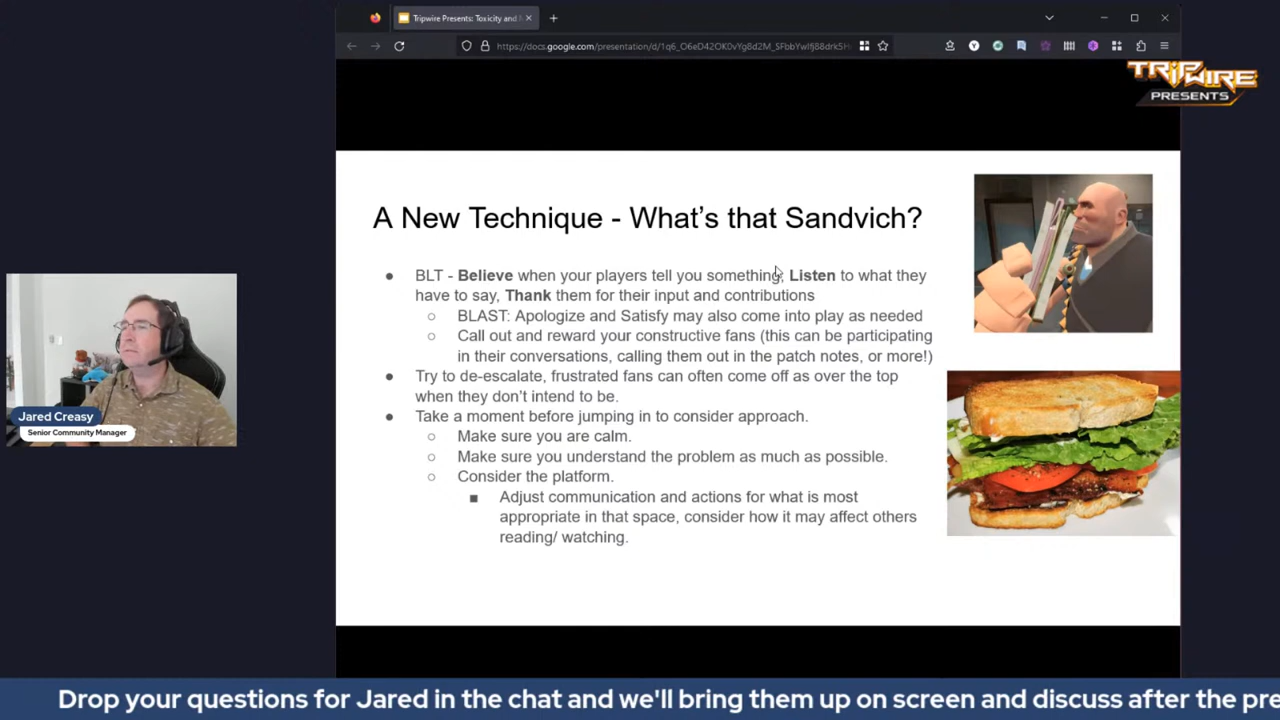 Tripwire Presents: Toxicity and
https://docs.google.com/presentation/d/
TRIPWIRE
PRESENTS
A New Technique - What's that Sandvich?
● BLT - Believe when your players tell you something, Listen to what they
have to say, Thank them for their input and contributions
○ BLAST: Apologize and Satisfy may also come into play as needed
○ Call out and reward your constructive fans (this can be participating
in their conversations, calling them out in the patch notes, or more!)
● Try to de-escalate, frustrated fans can often come off as over the top
when they don't intend to be.
● Take a moment before jumping in to consider approach.
○ Make sure you are calm.
○ Make sure you understand the problem as much as possible.
○ Consider the platform.
■ Adjust communication and actions for what is most
appropriate in that space, consider how it may affect others
reading/ watching.
Jared Creasy
Senior Community Manager
Drop your questions for Jared in the chat and we'll bring them up on screen and discuss after the pre